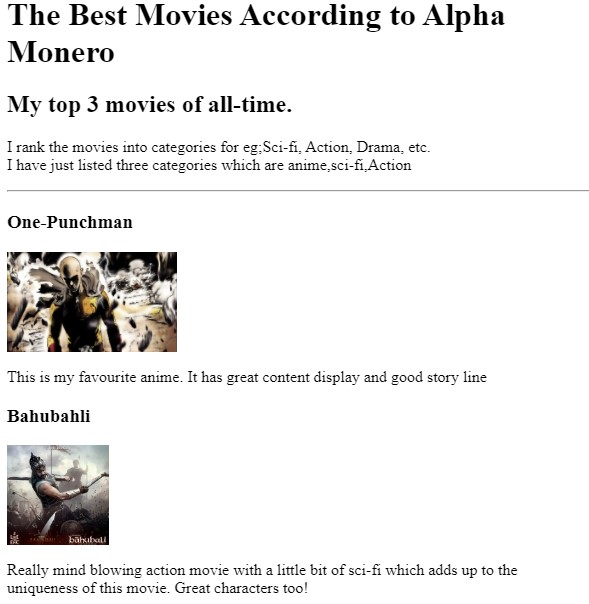 The Best Movies According to Alpha
Monero
My top 3 movies of all-time.
I rank the movies into categories for eg;Sci-fi, Action, Drama, etc.
I have just listed three categories which are anime,sci-fi,Action
One-Punchman
This is my favourite anime. It has great content display and good story line
Bahubahli
bāhubali
Really mind blowing action movie with a little bit of sci-fi which adds up to the
uniqueness of this movie. Great characters too!